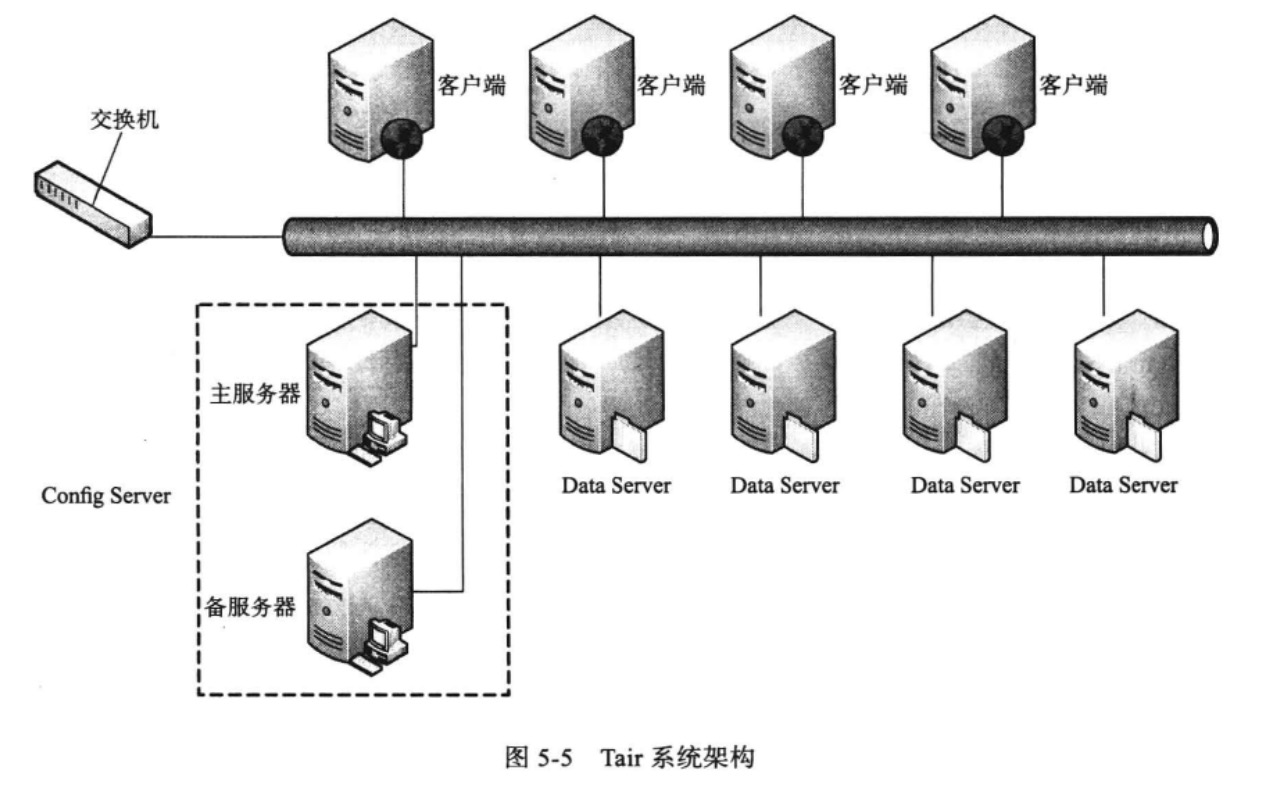 客户端 客户端 客户端 客户端
交换机
主服务器
Data Server Data Server Data Server Data Server
Config Server
备服务器
图 5-5 Tair 系统架构